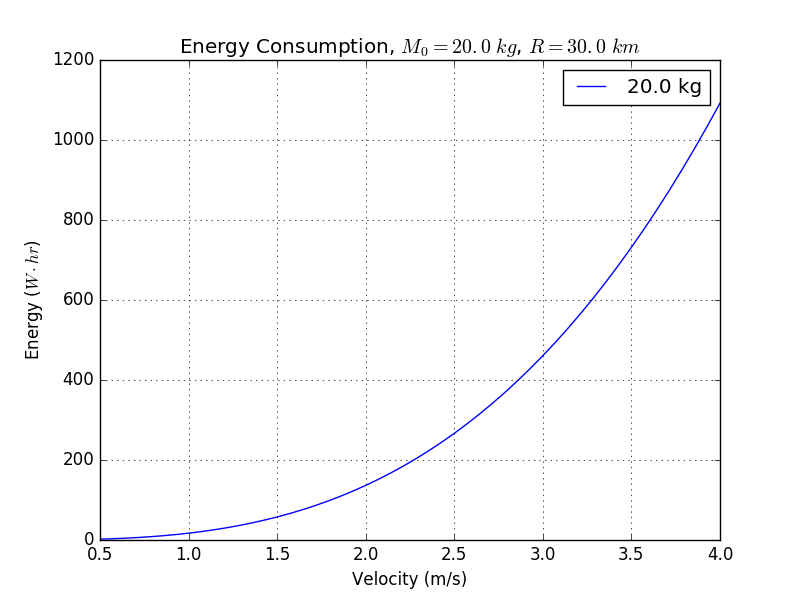 Energy Consumption, M₀ = 20.0 kg, R = 30.0 km
20.0 kg
1200
1000
800
600
400
200
0
Energy (W · hr)
0.5 1.0 1.5 2.0 2.5 3.0 3.5 4.0
Velocity (m/s)